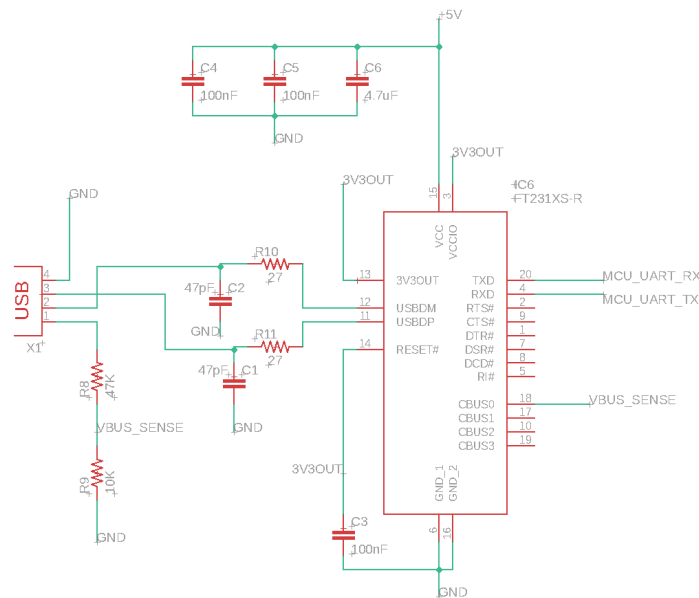 +5V
C4
C5
C6
100nF
100nF
4.7uF
GND
3V3OUT
3V3OUT
IC6
FT231XS-R
GND
15
3
VCC
VCCIO
R10
4
3
2
1
USB
X1
47pF
C2
27
GND
13
3V3OUT
TXD
20
MCU_UART_RX
RXD
4
MCU_UART_TX
12
USBDM
RTS#
2
11
USBDP
CTS#
9
R11
DTR#
1
14
RESET#
DSR#
7
27
DCD#
8
47pF
C1
RI#
5
R8
47K
CBUS0
18
VBUS_SENSE
CBUS1
17
CBUS2
10
CBUS3
19
VBUS_SENSE
GND
3V3OUT
R9
10K
GND_1
GND_2
GND
C3
100nF
6
16
GND